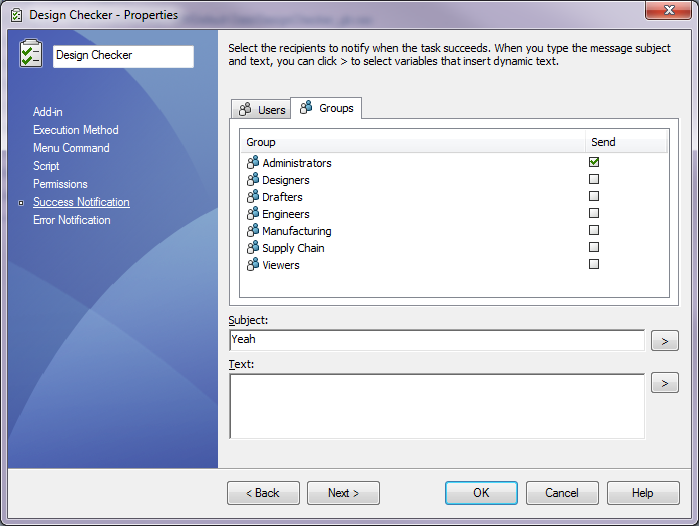 Design Checker - Properties
Design Checker
Select the recipients to notify when the task succeeds. When you type the message subject
and text, you can click > to select variables that insert dynamic text.
Add-in
Execution Method
Menu Command
Script
Permissions
Success Notification
Error Notification
Users Groups
Group Send
Administrators
Designers
Drafters
Engineers
Manufacturing
Supply Chain
Viewers
Subject:
Yeah >
Text:
>
< Back Next > OK Cancel Help